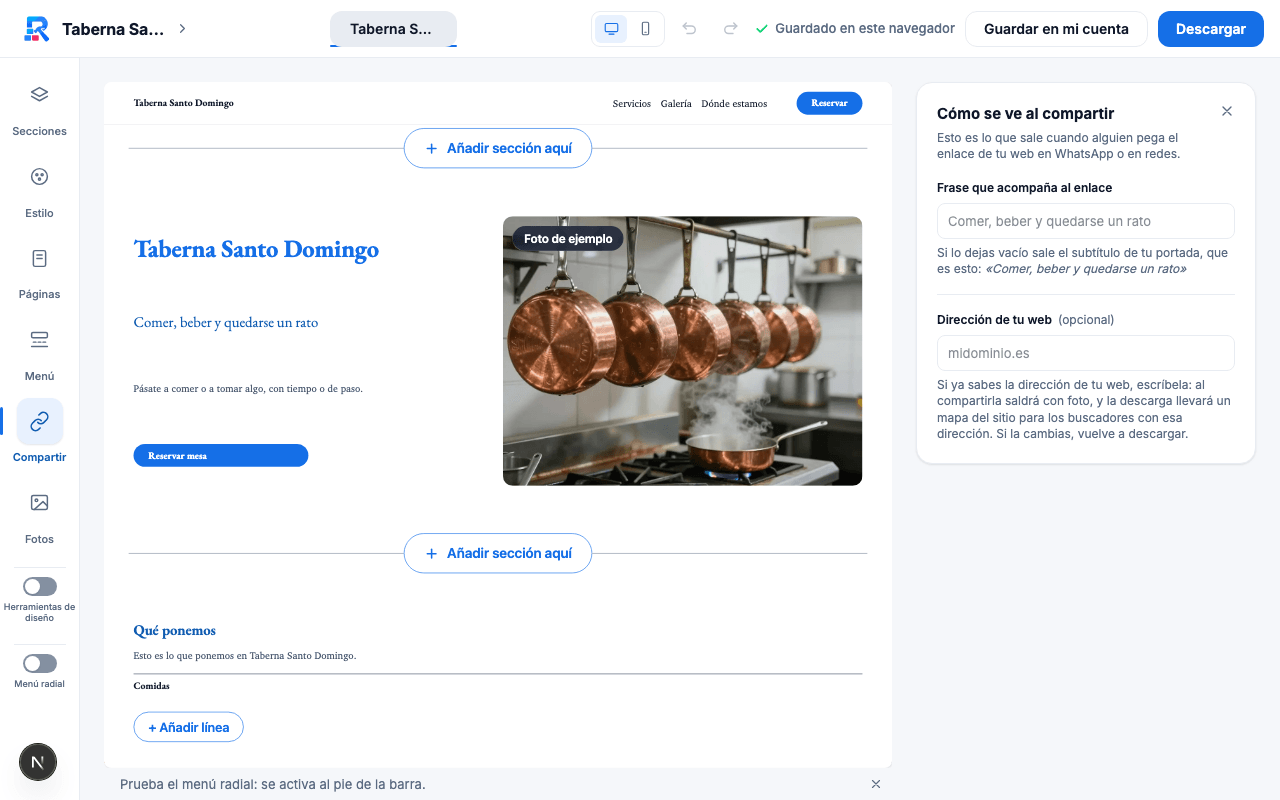 Taberna Sa...
Taberna S...
Guardado en este navegador
Guardar en mi cuenta
Descargar
Secciones
Estilo
Páginas
Menú
Compartir
Fotos
Herramientas de
diseño
Menú radial
N
Taberna Santo Domingo
Servicios
Galería
Dónde estamos
Reservar
+ Añadir sección aquí
Taberna Santo Domingo
Comer, beber y quedarse un rato
Pásate a comer o a tomar algo, con tiempo o de paso.
Reservar mesa
Foto de ejemplo
+ Añadir sección aquí
Qué ponemos
Esto es lo que ponemos en Taberna Santo Domingo.
Comidas
+ Añadir línea
Prueba el menú radial: se activa al pie de la barra.
Cómo se ve al compartir
Esto es lo que sale cuando alguien pega el
enlace de tu web en WhatsApp o en redes.
Frase que acompaña al enlace
Comer, beber y quedarse un rato
Si lo dejas vacío sale el subtítulo de tu portada, que
es esto: «Comer, beber y quedarse un rato»
Dirección de tu web (opcional)
midominio.es
Si ya sabes la dirección de tu web, escríbela: al
compartirla saldrá con foto, y la descarga llevará un
mapa del sitio para los buscadores con esa
dirección. Si la cambias, vuelve a descargar.